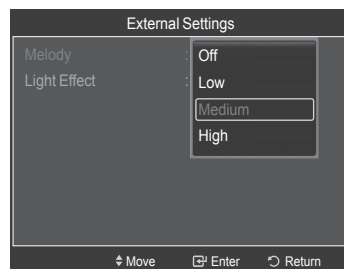 External Settings
Melody : Off
Light Effect : Low
Medium
High
Move Enter Return